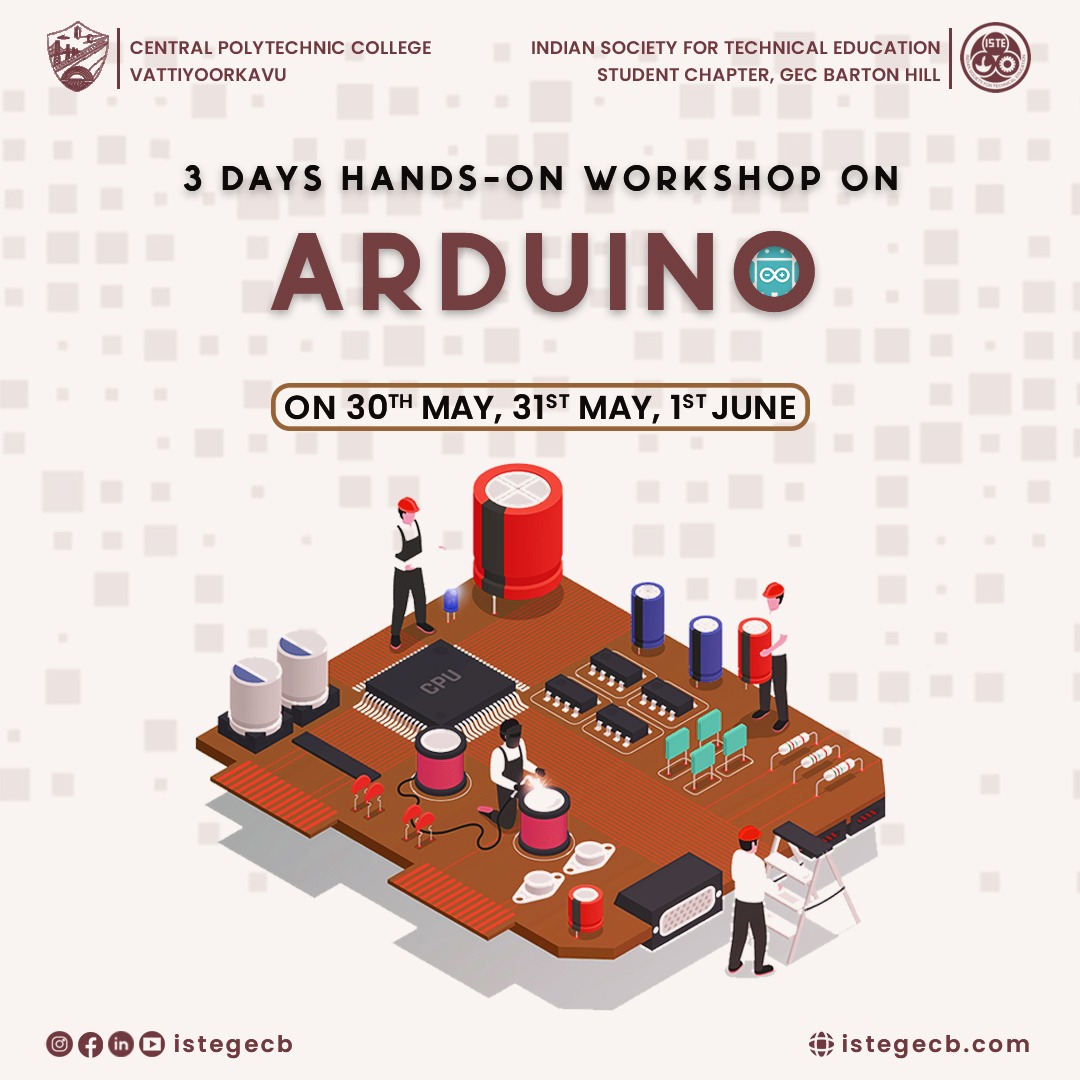 CENTRAL POLYTECHNIC COLLEGE
VATTIYOORKAVU
INDIAN SOCIETY FOR TECHNICAL EDUCATION
STUDENT CHAPTER, GEC BARTON HILL
ISTE
3 DAYS HANDS-ON WORKSHOP ON
ARDUINO
ON 30TH MAY, 31ST MAY, 1ST JUNE
CPU
istegecb
istegecb.com